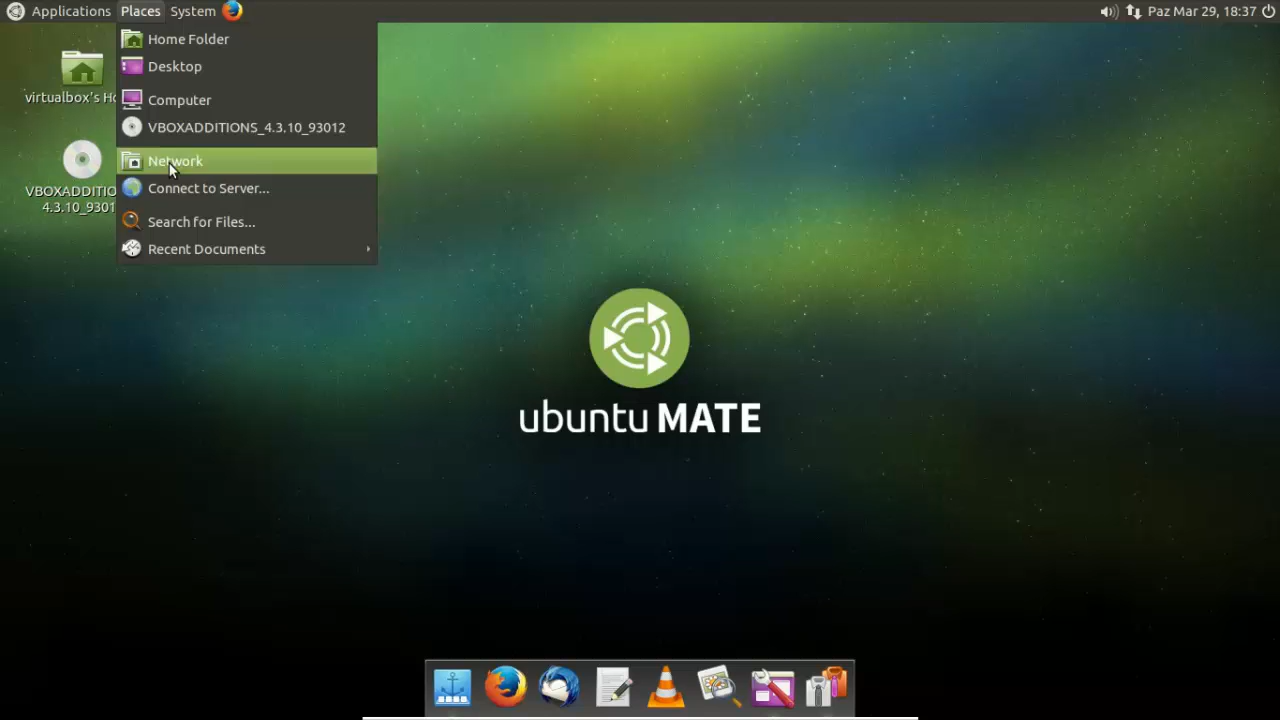 Applications Places System
Paz Mar 29, 18:37
Home Folder
Desktop
Computer
VBOXADDITIONS_4.3.10_93012
Network
Connect to Server...
Search for Files...
Recent Documents
virtualbox's Ho
VBOXADDITIO
4.3.10_9301
ubuntu MATE